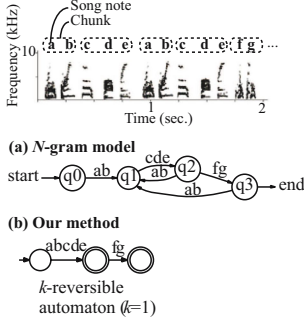 Song note
Chunk
Frequency (kHz)
10
a b c d e a b c d e f g ...
1 2
Time (sec.)
(a) N-gram model
start q0 ab q1 cde ab q2 fg q3 end
ab
(b) Our method
abcde fg
k-reversible
automaton (k=1)